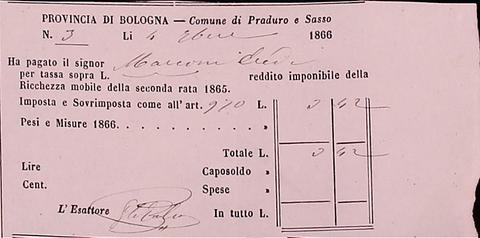 PROVINCIA DI BOLOGNA — Comune di Praduro e Sasso
N. 3 Li 4 1866
Ha pagato il signor Marconi
per tassa sopra L. reddito imponibile della
Ricchezza mobile della seconda rata 1865.
Imposta e Sovrimposta come all'art. 970 L. 3 42
Pesi e Misure 1866. . . . . . . . . . . »
Totale L. 3 42
Lire Caposoldo »
Cent. Spese »
L'Esattore In tutto L.